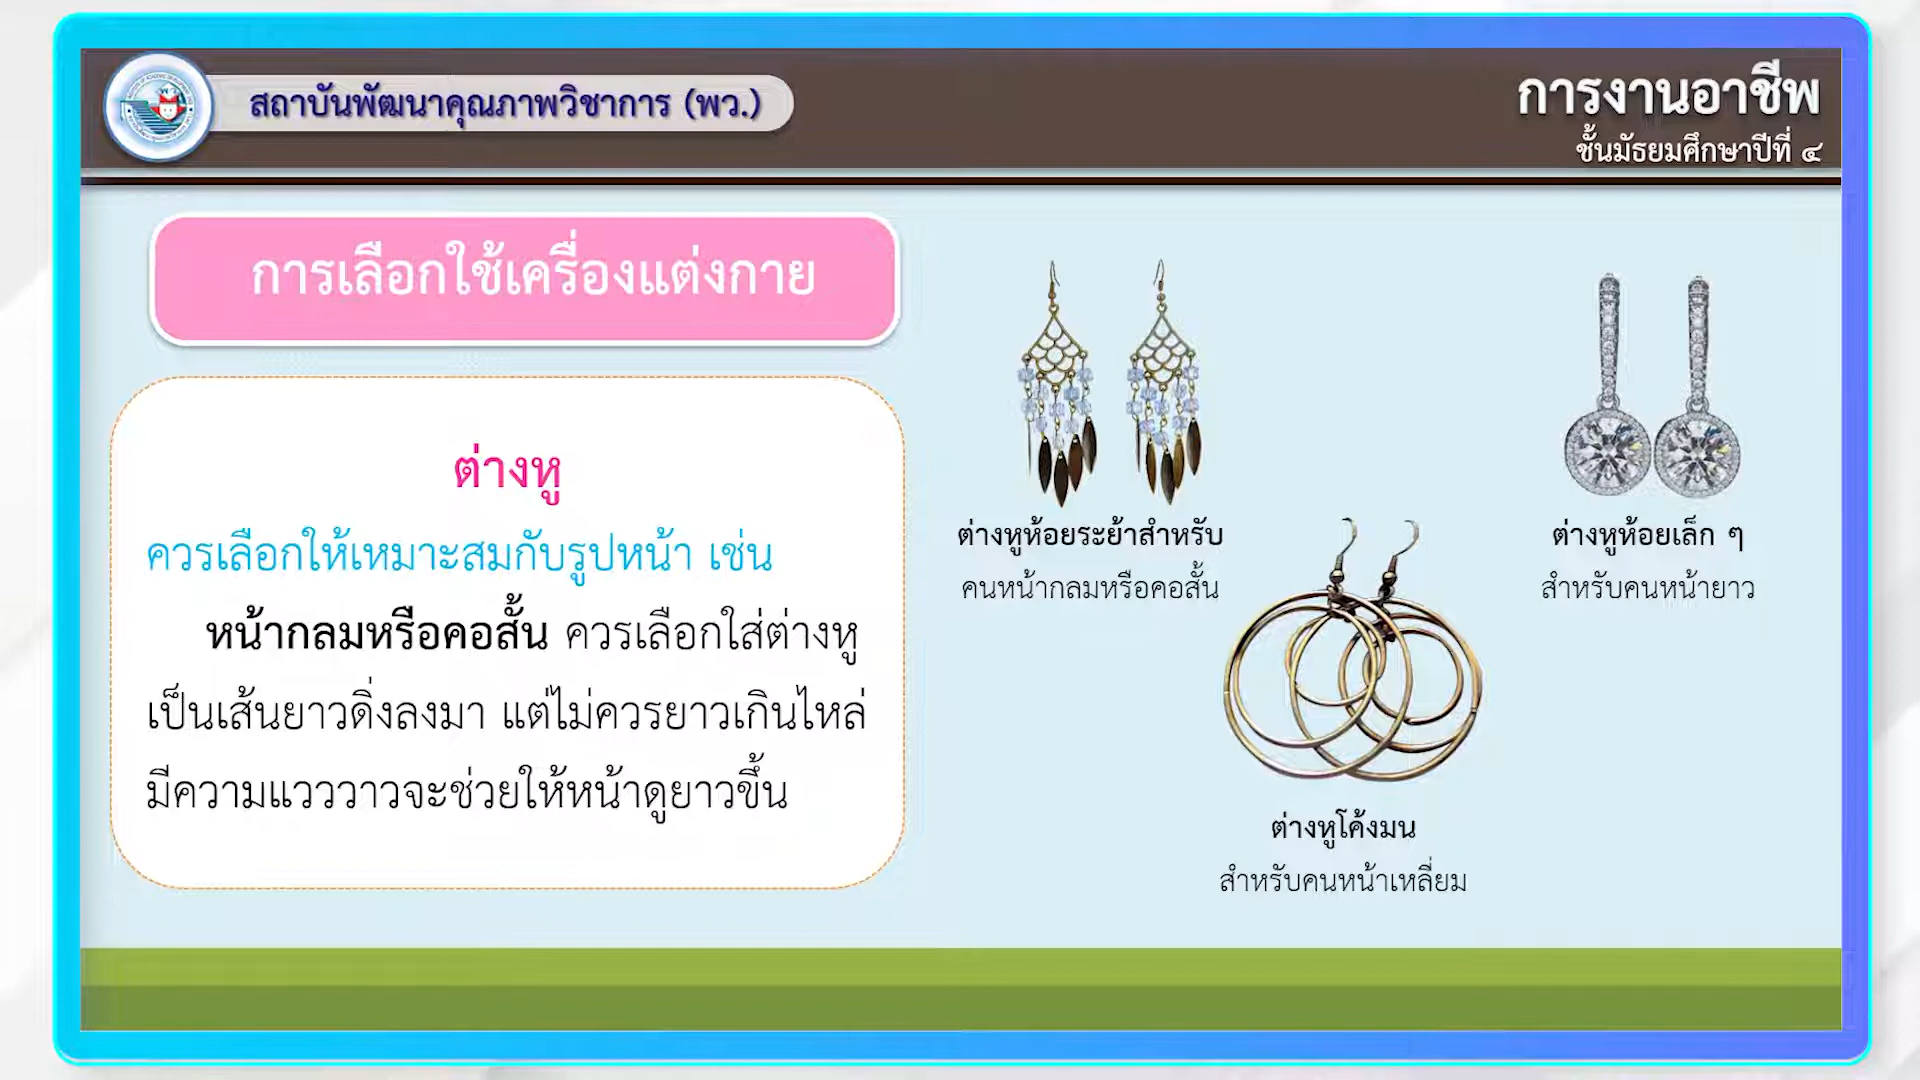 สถาบันพัฒนาคุณภาพวิชาการ (พว.)
การงานอาชีพ
ชั้นมัธยมศึกษาปีที่ ๔
การเลือกใช้เครื่องแต่งกาย
ต่างหู
ควรเลือกให้เหมาะสมกับรูปหน้า เช่น
หน้ากลมหรือคอสั้น ควรเลือกใส่ต่างหู
เป็นเส้นยาวดิ่งลงมา แต่ไม่ควรยาวเกินไหล่
มีความแวววาวจะช่วยให้หน้าดูยาวขึ้น
ต่างหูห้อยระย้าสำหรับ
คนหน้ากลมหรือคอสั้น
ต่างหูห้อยเล็ก ๆ
สำหรับคนหน้ายาว
ต่างหูโค้งมน
สำหรับคนหน้าเหลี่ยม